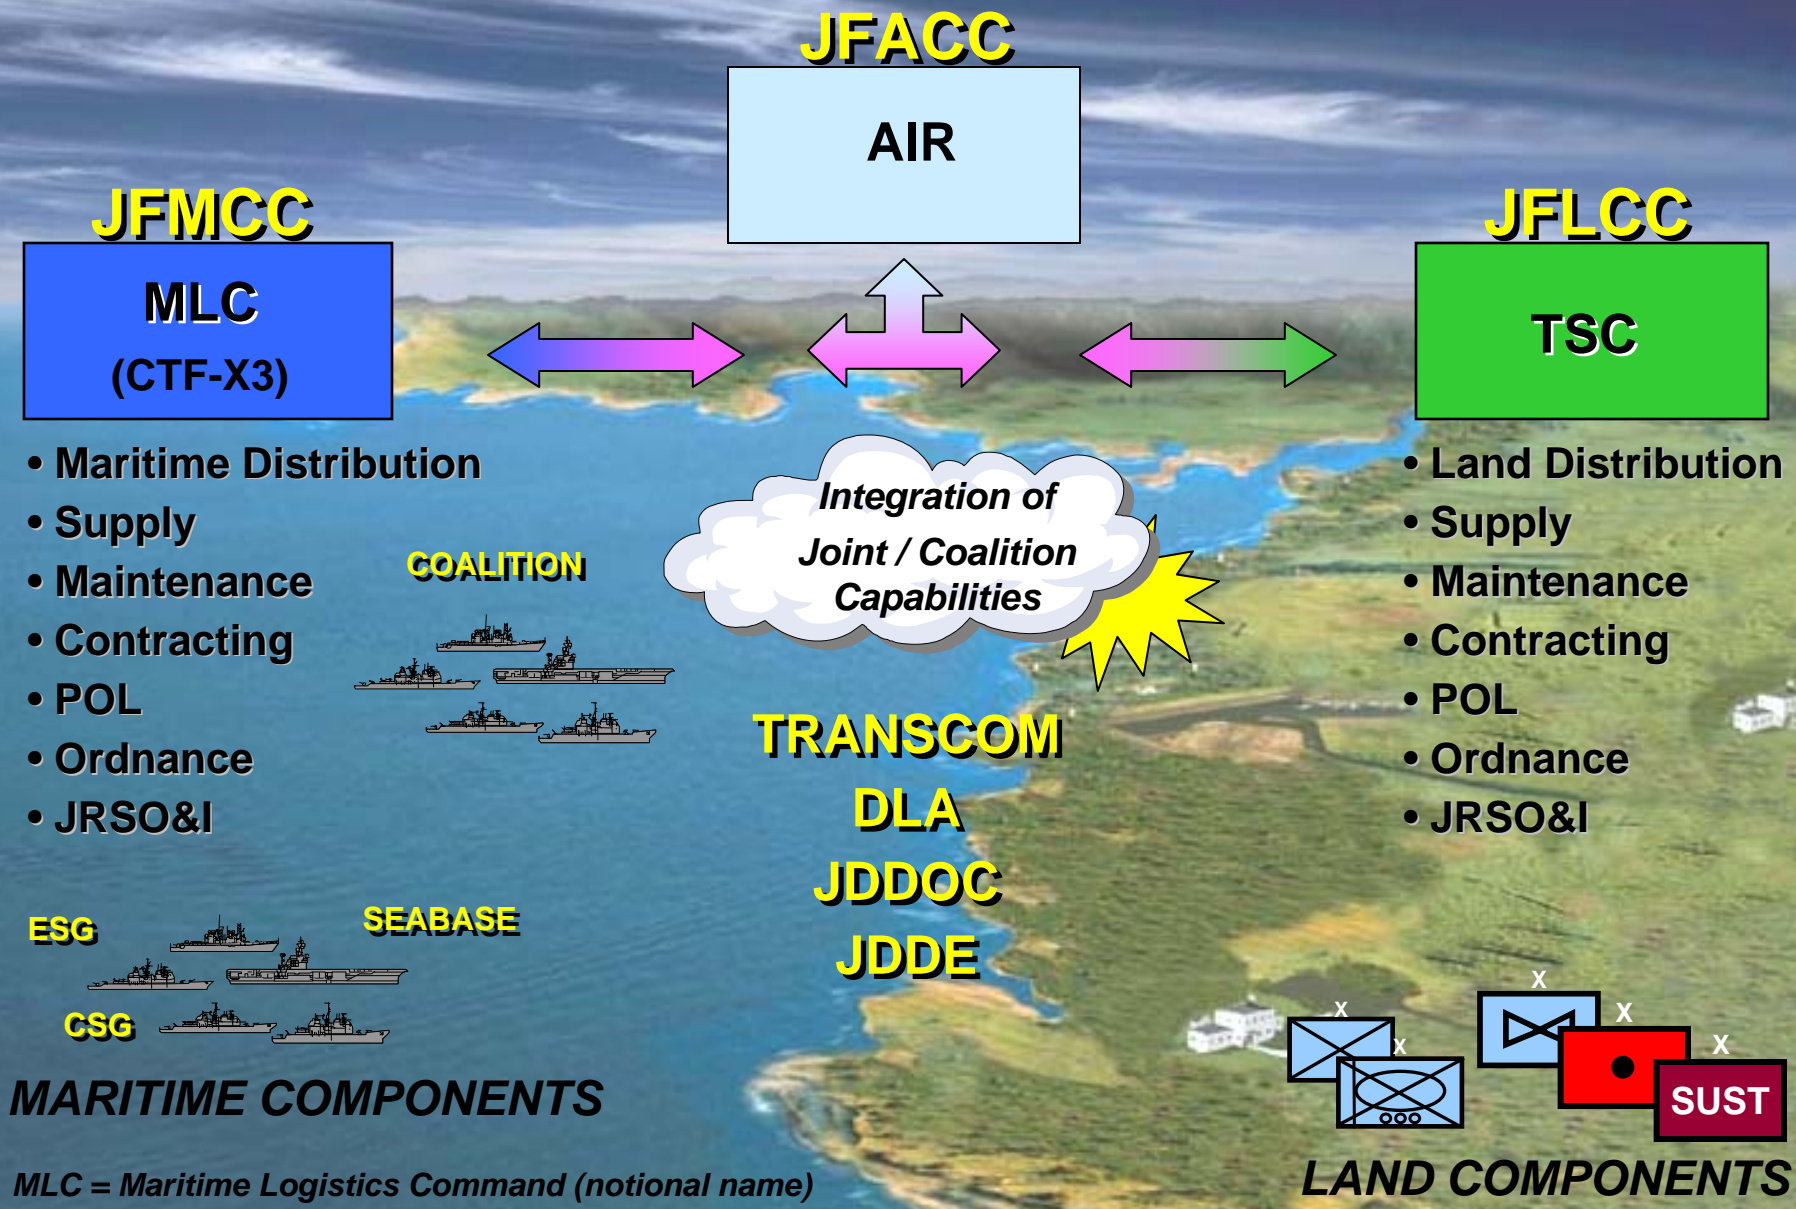 JFACC
AIR
JFMCC
MLC
(CTF-X3)
• Maritime Distribution
• Supply
• Maintenance
• Contracting
• POL
• Ordnance
• JRSO&I
JFLCC
TSC
• Land Distribution
• Supply
• Maintenance
• Contracting
• POL
• Ordnance
• JRSO&I
Integration of
Joint / Coalition
Capabilities
COALITION
TRANSCOM
DLA
JDDOC
JDDE
ESG
SEABASE
CSG
MARITIME COMPONENTS
MLC = Maritime Logistics Command (notional name)
X
X
X
X
X
SUST
LAND COMPONENTS